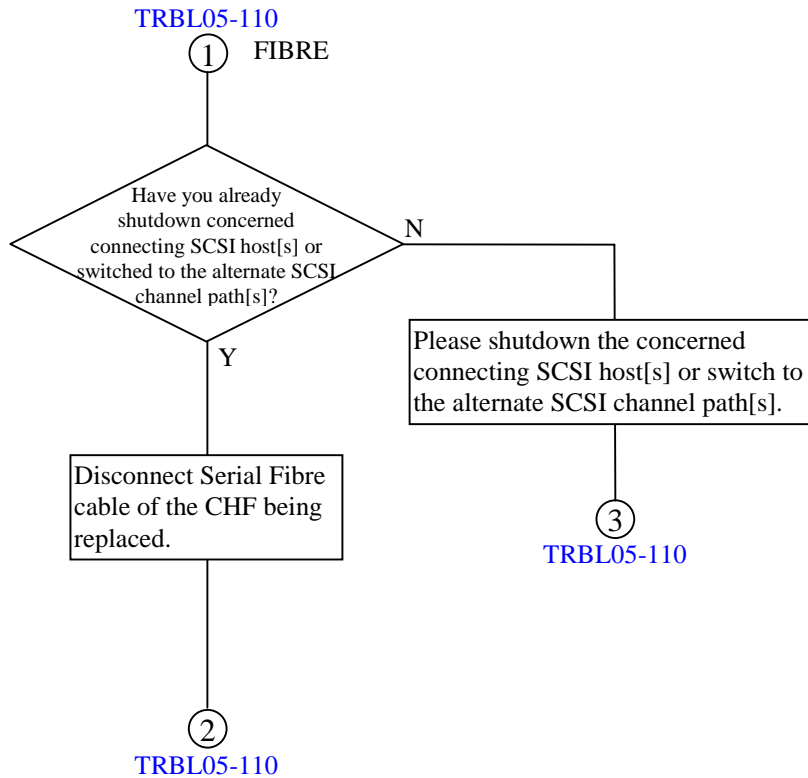 TRBL05-110
1 FIBRE
Have you already
shutdown concerned
connecting SCSI host[s] or
switched to the alternate SCSI
channel path[s]?
N
Y
Please shutdown the concerned
connecting SCSI host[s] or switch to
the alternate SCSI channel path[s].
Disconnect Serial Fibre
cable of the CHF being
replaced.
3
TRBL05-110
2
TRBL05-110